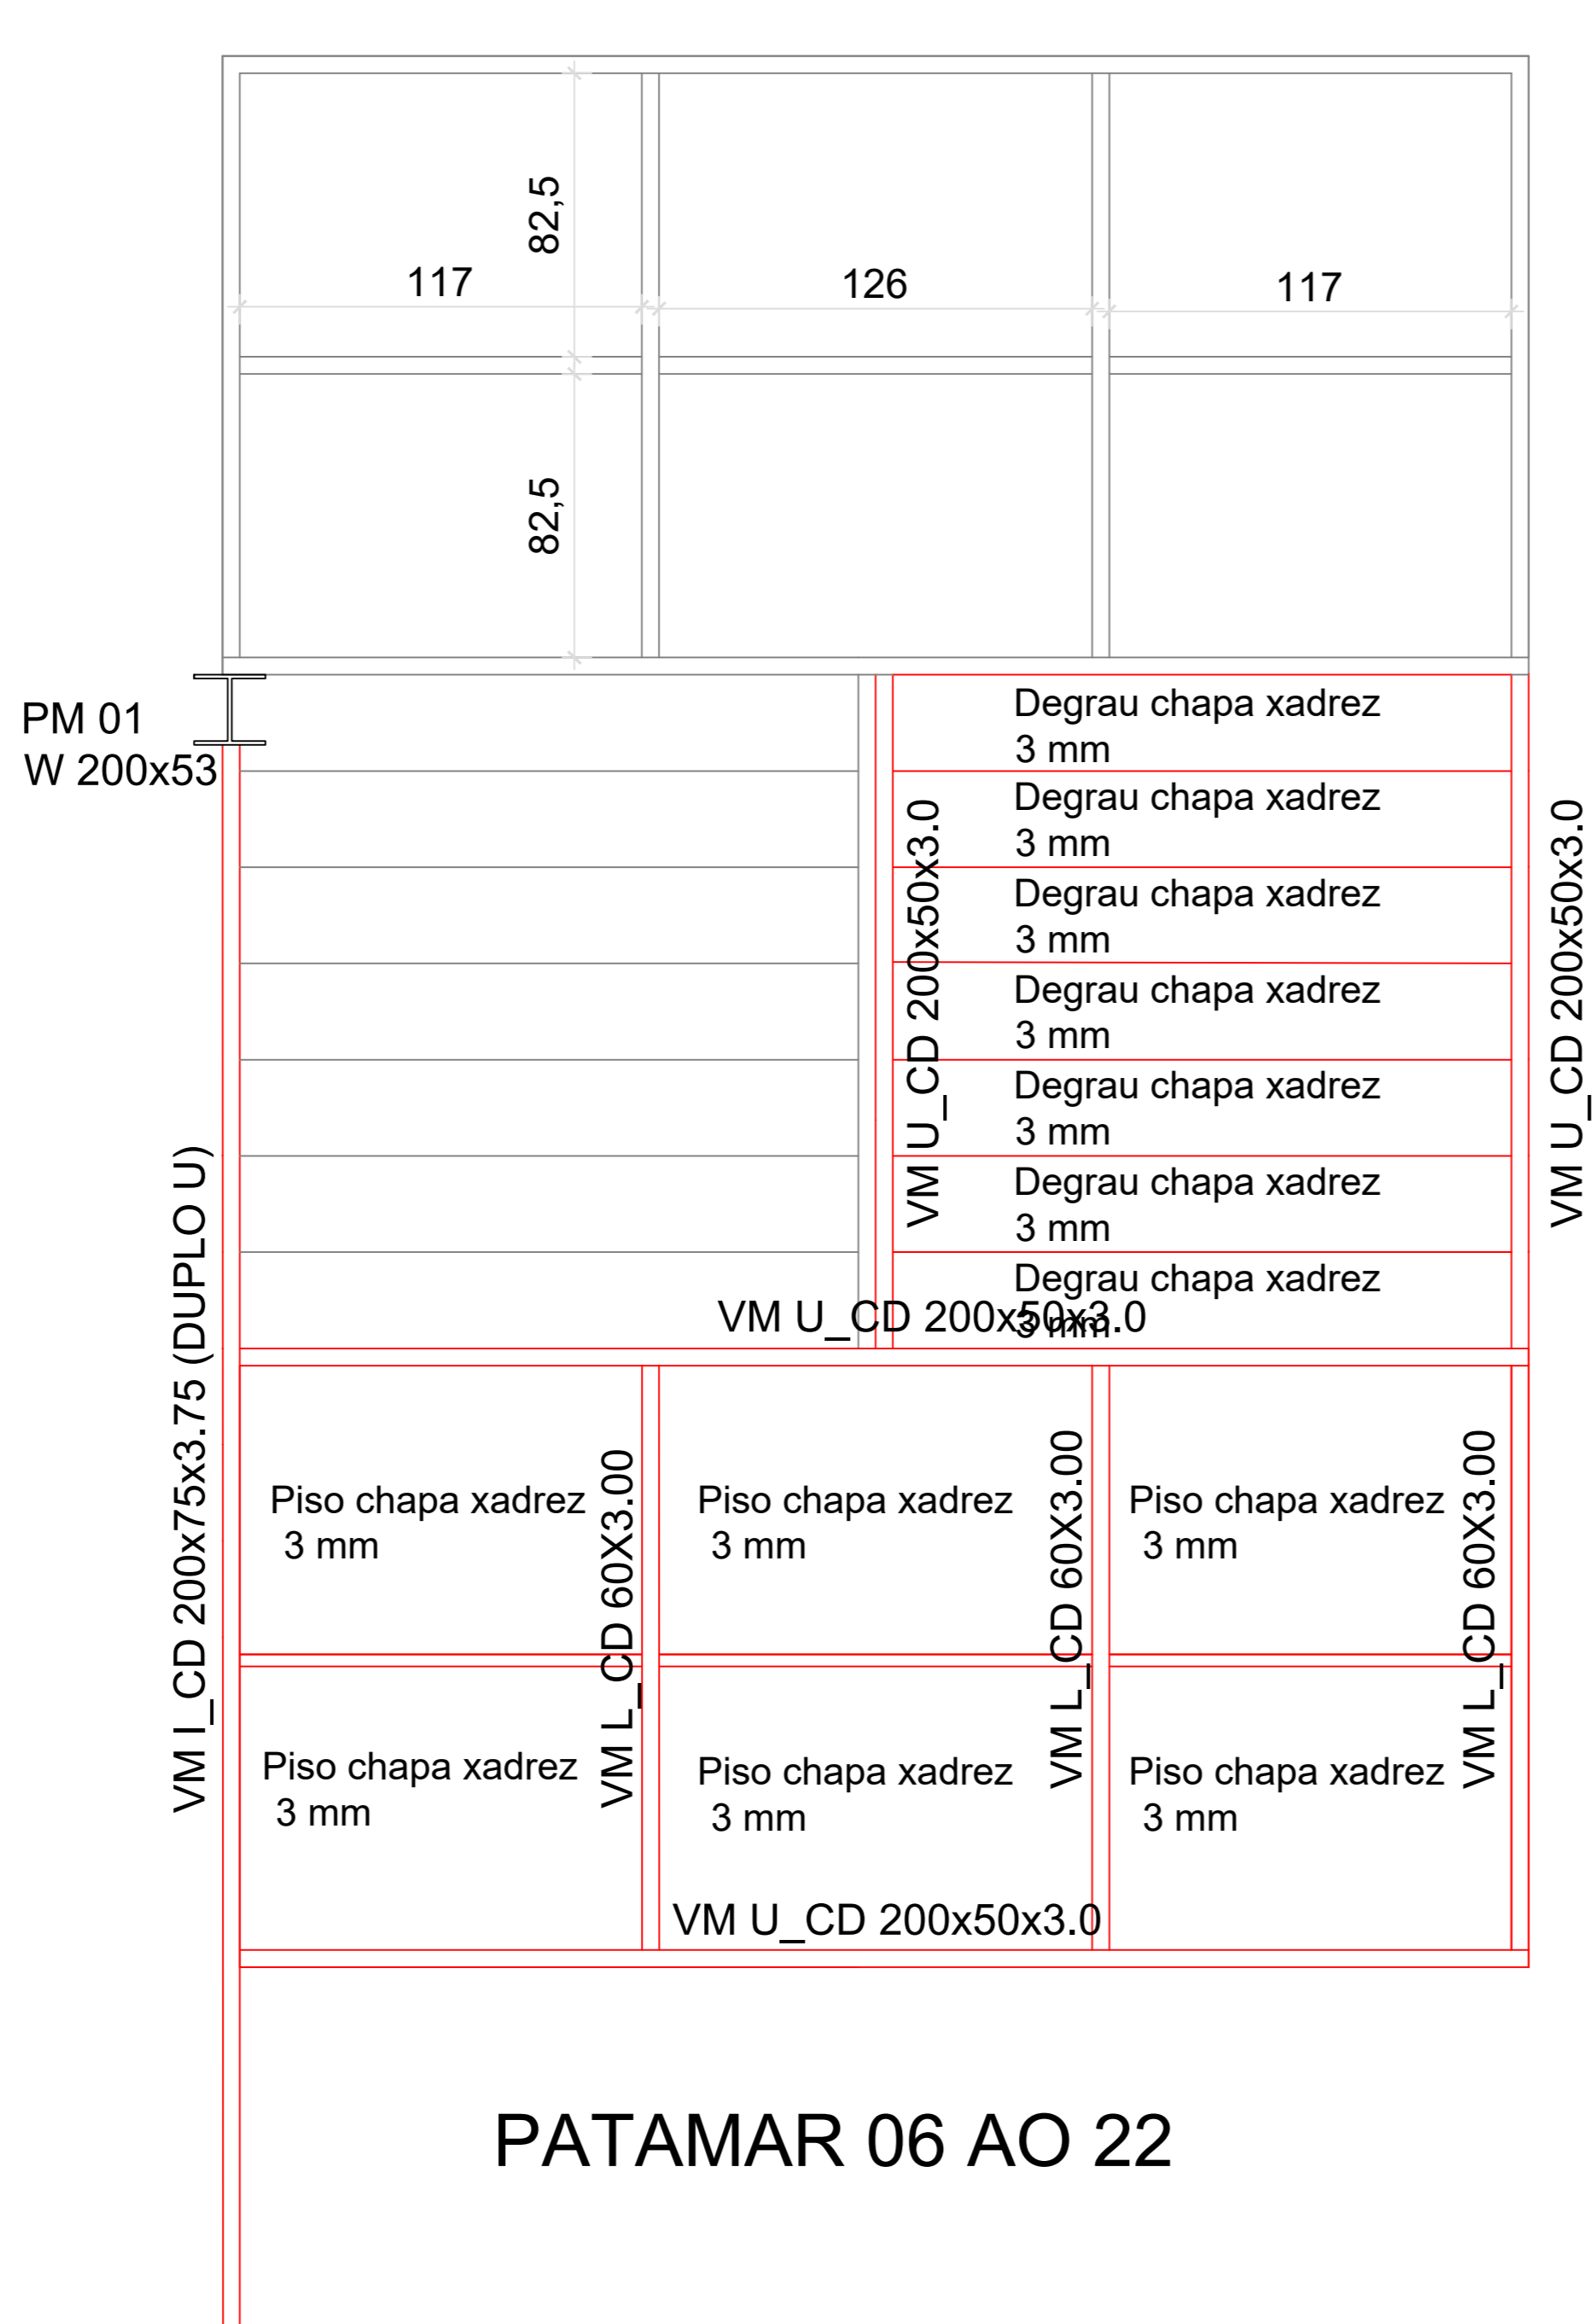 82,5
117
126
117
82,5
PM 01
W 200x53
Degrau chapa xadrez
3 mm
Degrau chapa xadrez
3 mm
Degrau chapa xadrez
3 mm
Degrau chapa xadrez
3 mm
Degrau chapa xadrez
3 mm
Degrau chapa xadrez
3 mm
Degrau chapa xadrez
3 mm
VM U_CD 200x50x3.0
VM U_CD 200x50x3.0
VM U_CD 200x50x3.0
VM I_CD 200x75x3.75 (DUPLO U)
Piso chapa xadrez
3 mm
VM L_CD 60X3.00
Piso chapa xadrez
3 mm
VM L_CD 60X3.00
Piso chapa xadrez
3 mm
VM L_CD 60X3.00
Piso chapa xadrez
3 mm
Piso chapa xadrez
3 mm
Piso chapa xadrez
3 mm
VM U_CD 200x50x3.0
PATAMAR 06 AO 22